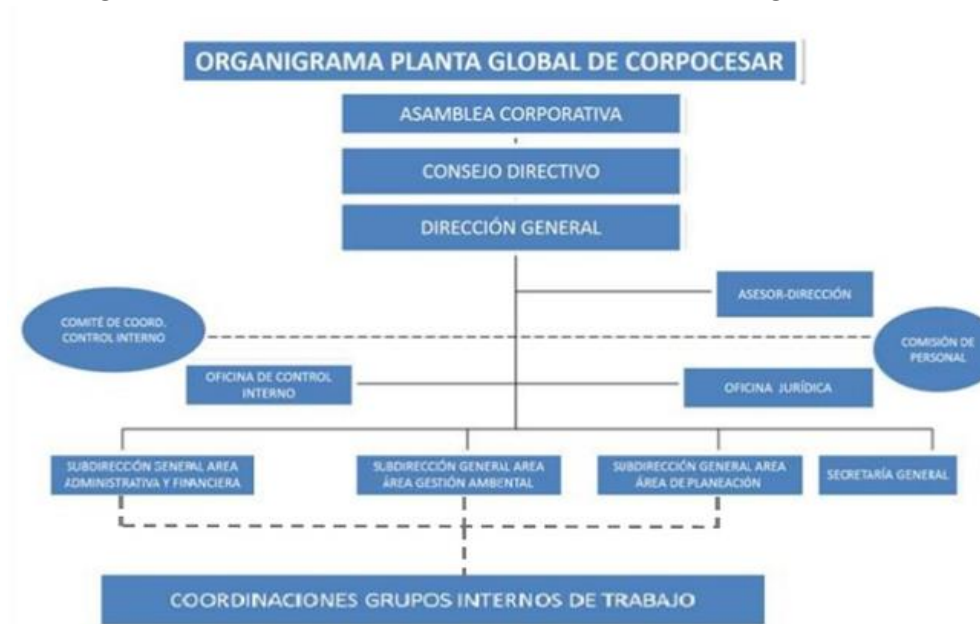 ORGANIGRAMA PLANTA GLOBAL DE CORPOCESAR
ASAMBLEA CORPORATIVA
CONSEJO DIRECTIVO
DIRECCIÓN GENERAL
ASESOR-DIRECCIÓN
COMITÉ DE COORD.
CONTROL INTERNO
COMISIÓN DE
PERSONAL
OFICINA DE CONTROL
INTERNO
OFICINA JURÍDICA
SUBDIRECCIÓN GENERAL AREA
ADMINISTRATIVA Y FINANCIERA
SUBDIRECCIÓN GENERAL AREA
ÁREA GESTIÓN AMBIENTAL
SUBDIRECCIÓN GENERAL AREA
ÁREA DE PLANEACIÓN
SECRETARÍA GENERAL
COORDINACIONES GRUPOS INTERNOS DE TRABAJO